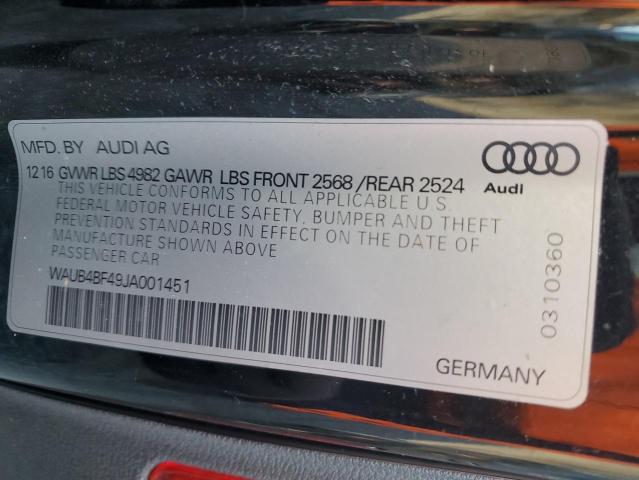 MFD. BY AUDI AG
12 16 GVWR LBS 4982 GAWR LBS FRONT 2568 /REAR 2524
THIS VEHICLE CONFORMS TO ALL APPLICABLE U.S.
FEDERAL MOTOR VEHICLE SAFETY, BUMPER AND THEFT
PREVENTION STANDARDS IN EFFECT ON THE DATE OF
MANUFACTURE SHOWN ABOVE
PASSENGER CAR
WAUB4BF49JA001451
Audi
0310360
GERMANY